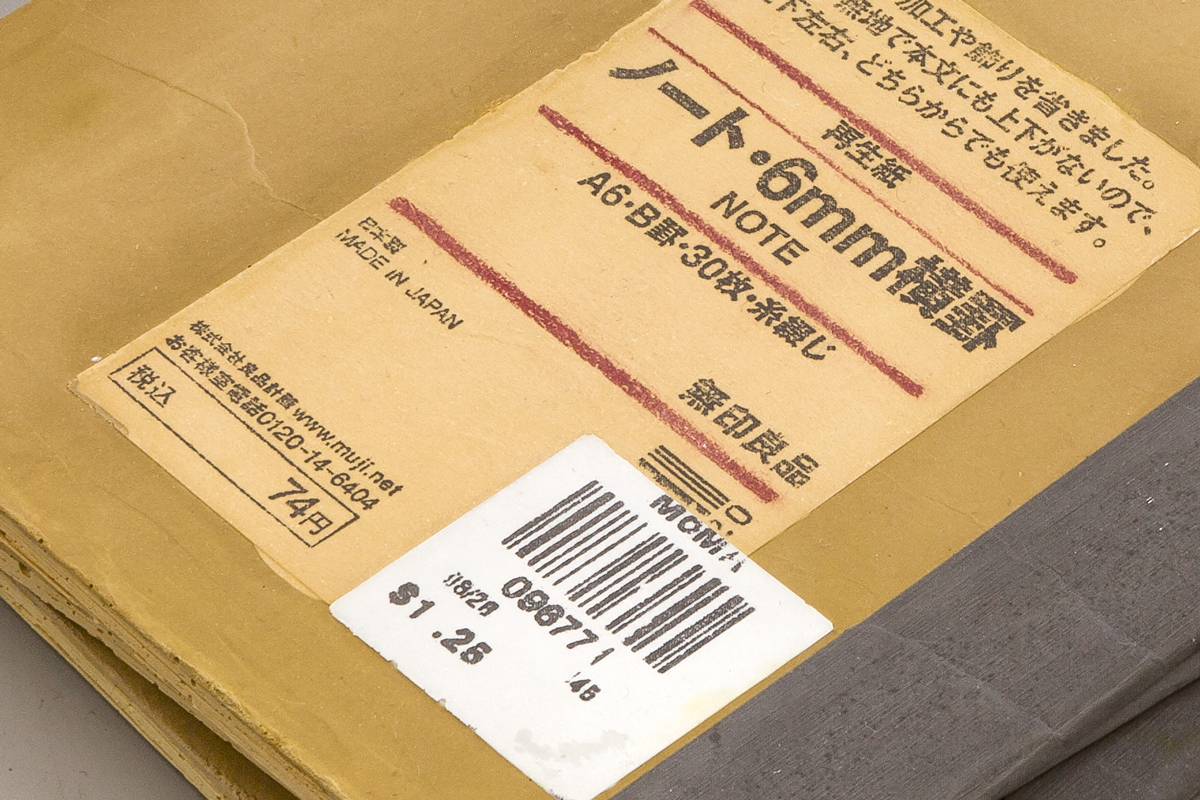 加工や飾りを省きました。
無地で本文にも上下がないので、
下左右、どちらからでも使えます。
再生紙
ノート・6mm横罫
NOTE
A6・B罫・30枚・糸綴じ
無印良品
日本製
MADE IN JAPAN
株式会社良品計画 www.muji.net
お客様室電話0120-14-6404
税込
74円
MOMA
096771
08/26
$1.25